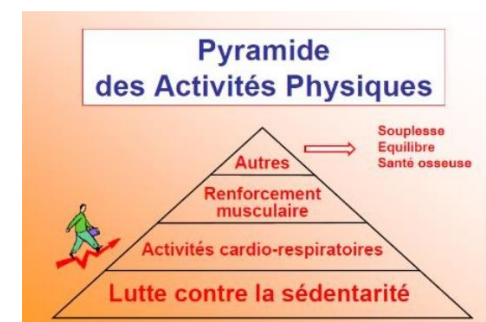 Pyramide
des Activités Physiques
Souplesse
Equilibre
Santé osseuse
Autres
Renforcement
musculaire
Activités cardio-respiratoires
Lutte contre la sédentarité